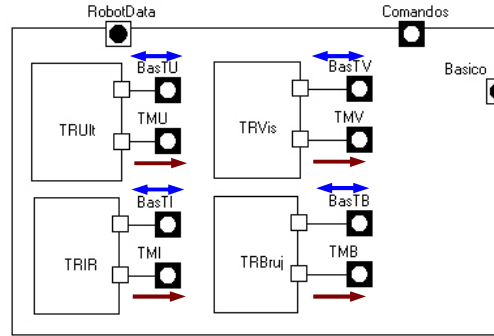 RobotData
Comandos
BasTU
BasTV
Basico
TRUlt
TMU
TRVis
TMV
BasTI
BasTB
TRIR
TMI
TRBruj
TMB